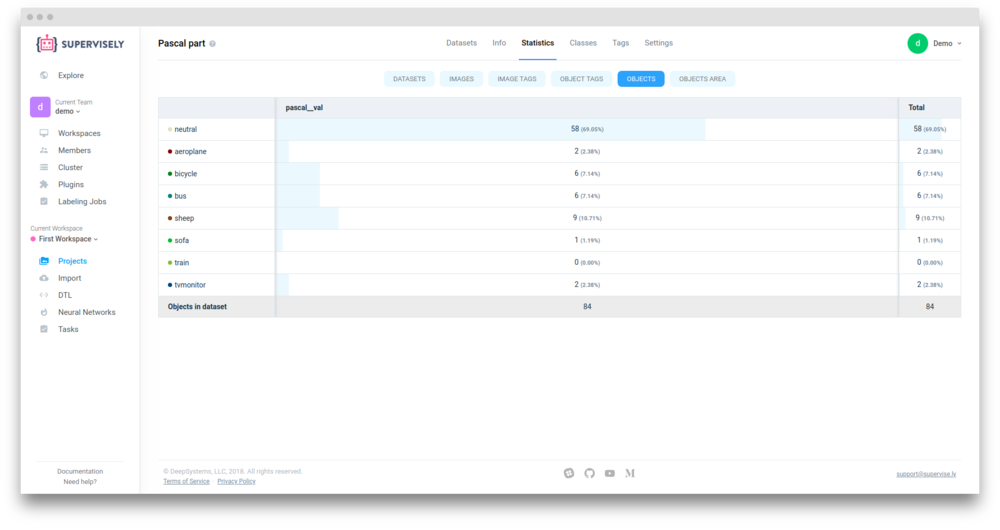 SUPERVISELY
Pascal part ?
Datasets Info Statistics Classes Tags Settings
d Demo
Explore
DATASETS IMAGES IMAGE TAGS OBJECT TAGS OBJECTS OBJECTS AREA
d Current Team
demo
Workspaces
Members
Cluster
Plugins
Labeling Jobs
Current Workspace
First Workspace
Projects
Import
DTL
Neural Networks
Tasks
pascal__val Total
neutral 58 (69.05%) 58 (69.05%)
aeroplane 2 (2.38%) 2 (2.38%)
bicycle 6 (7.14%) 6 (7.14%)
bus 6 (7.14%) 6 (7.14%)
sheep 9 (10.71%) 9 (10.71%)
sofa 1 (1.19%) 1 (1.19%)
train 0 (0.00%) 0 (0.00%)
tvmonitor 2 (2.38%) 2 (2.38%)
Objects in dataset 84 84
Documentation
Need help?
© DeepSystems, LLC, 2018. All rights reserved.
Terms of Service · Privacy Policy
support@supervise.ly